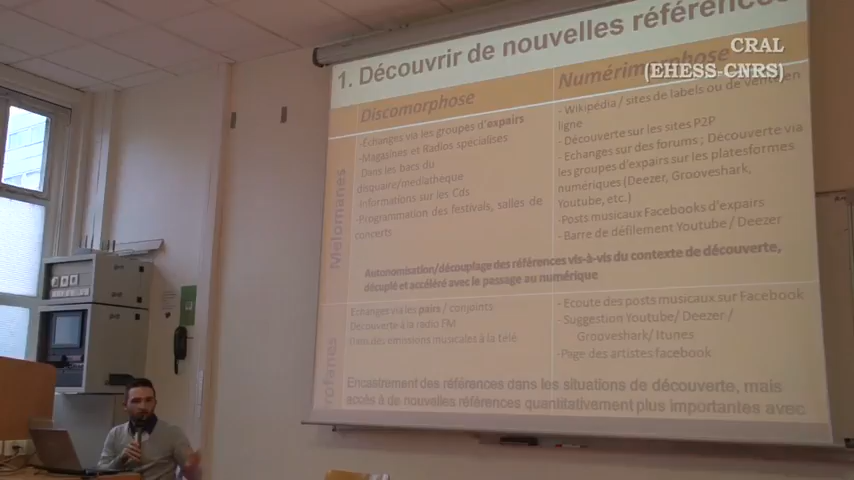 1. Découvrir de nouvelles références
CRAL
(EHESS-CNRS)
Discomorphose
-Echanges via les groupes d'expairs
-Magazines et Radios spécialisés
-Dans les bacs du
disquaire/médiathèque
-Informations sur les Cds
-Programmation des festivals, salles de
concerts
Numérimorphose
- Wikipédia / sites de labels ou de vente en
ligne
- Découverte sur les sites P2P
- Echanges sur des forums ; Découverte via
les groupes d'expairs sur les plateformes
numériques (Deezer, Grooveshark,
Youtube, etc.)
-Posts musicaux Facebooks d'expairs
- Barre de défilement Youtube / Deezer
Mélomanes
Autonomisation/découplage des références vis-à-vis du contexte de découverte,
décuplé et accéléré avec le passage au numérique
Echanges via les pairs / conjoints
Découverte à la radio FM
dans des émissions musicales à la télé
- Ecoute des posts musicaux sur Facebook
- Suggestion Youtube/ Deezer /
Grooveshark/ Itunes
-Page des artistes facebook
rofanes
Encastrement des références dans les situations de découverte, mais
accès à de nouvelles références quantitativement plus importantes avec